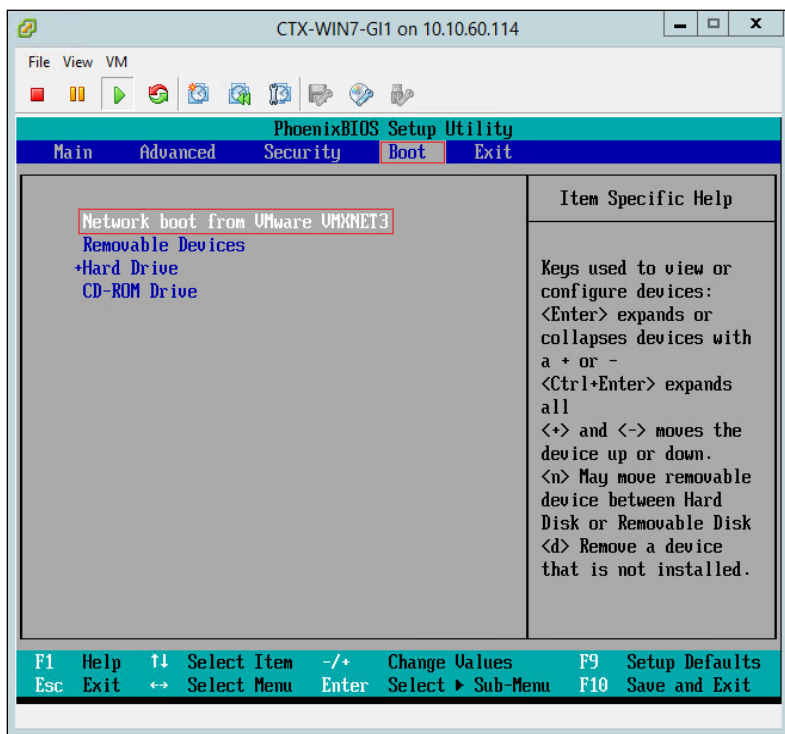 CTX-WIN7-GI1 on 10.10.60.114
File View VM
PhoenixBIOS Setup Utility
Main Advanced Security Boot Exit
Network boot from VMware VMXNET3
Removable Devices
+Hard Drive
CD-ROM Drive
Item Specific Help
Keys used to view or
configure devices:
<Enter> expands or
collapses devices with
a + or -
<Ctrl+Enter> expands
all
<+> and <-> moves the
device up or down.
<n> May move removable
device between Hard
Disk or Removable Disk
<d> Remove a device
that is not installed.
F1 Help ↑↓ Select Item -/+ Change Values F9 Setup Defaults
Esc Exit ↔ Select Menu Enter Select ▶ Sub-Menu F10 Save and Exit